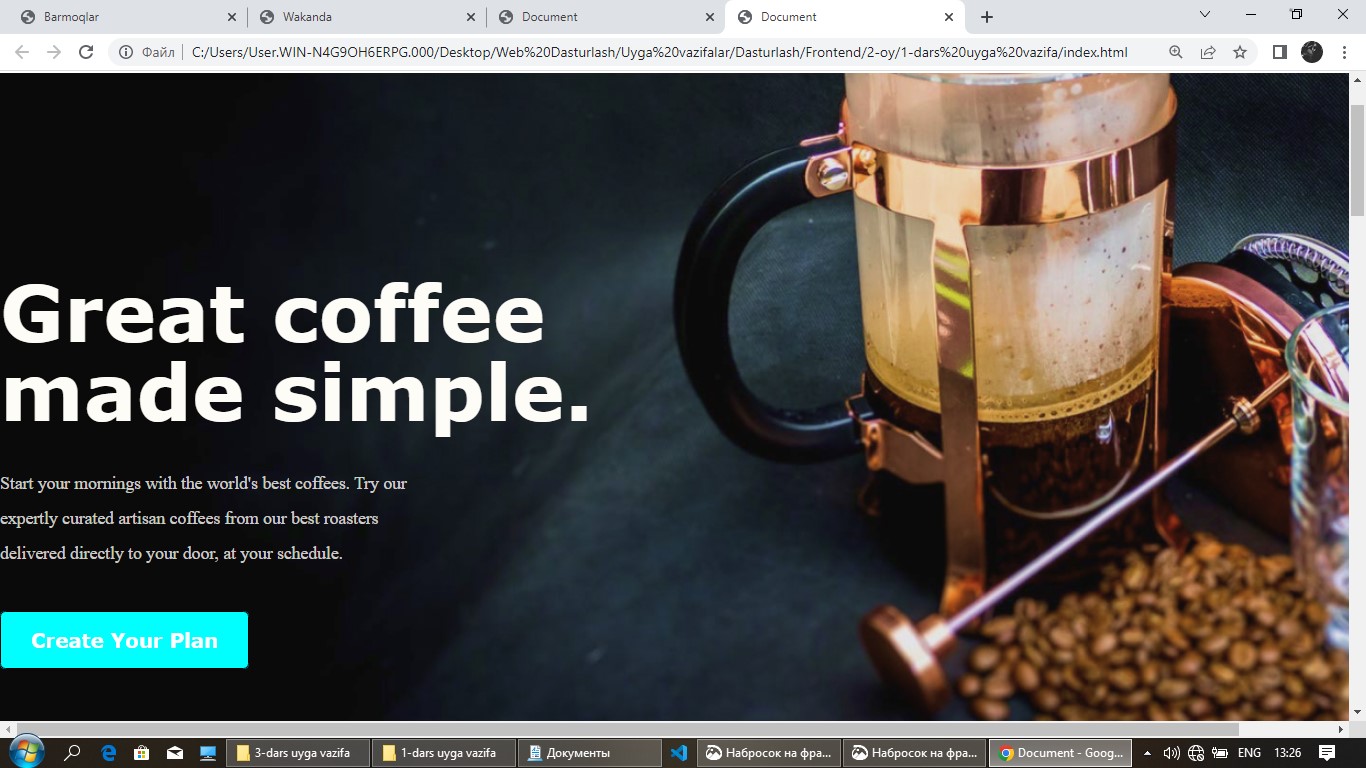 Barmoqlar
Wakanda
Document
Document
Файл
C:/Users/User.WIN-N4G9OH6ERPG.000/Desktop/Web%20Dasturlash/Uyga%20vazifalar/Dasturlash/Frontend/2-oy/1-dars%20uyga%20vazifa/index.html
Great coffee
made simple.
Start your mornings with the world's best coffees. Try our
expertly curated artisan coffees from our best roasters
delivered directly to your door, at your schedule.
Create Your Plan
3-dars uyga vazifa
1-dars uyga vazifa
Документы
Набросок на фра...
Набросок на фра...
Document - Goog...
ENG
13:26